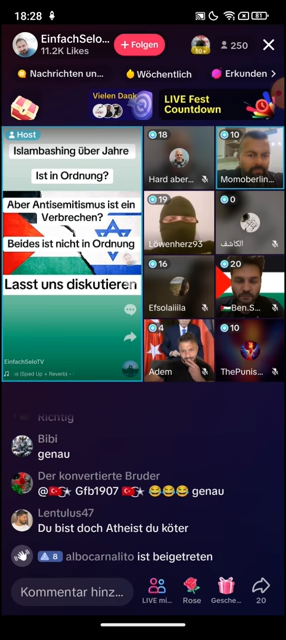 18:28
81
EinfachSelo...
11.2K Likes
+ Folgen
10
250
Nachrichten un...
Wöchentlich
Erkunden
Vielen Dank
LIVE Fest
Countdown
Host
Islambashing über Jahre
Ist in Ordnung?
Aber Antisemitismus ist ein
Verbrechen?
Beides ist nicht in Ordnung
Lasst uns diskutieren
EinfachSeloTV
(Sped Up + Reverb) -
18
Hard aber...
10
Momoberlin...
19
Löwenherz93
0
الكاشف
16
Efsolaiiila
20
Ben.S...
4
Adem
10
ThePunis...
Richtig
Bibi
genau
Der konvertierte Bruder
@🇹🇷 Gfb1907 🇹🇷 😂😂😂 genau
Lentulus47
Du bist doch Atheist du köter
8 albocarnalito ist beigetreten
Kommentar hinz...
LIVE mi...
Rose
Gesche...
20